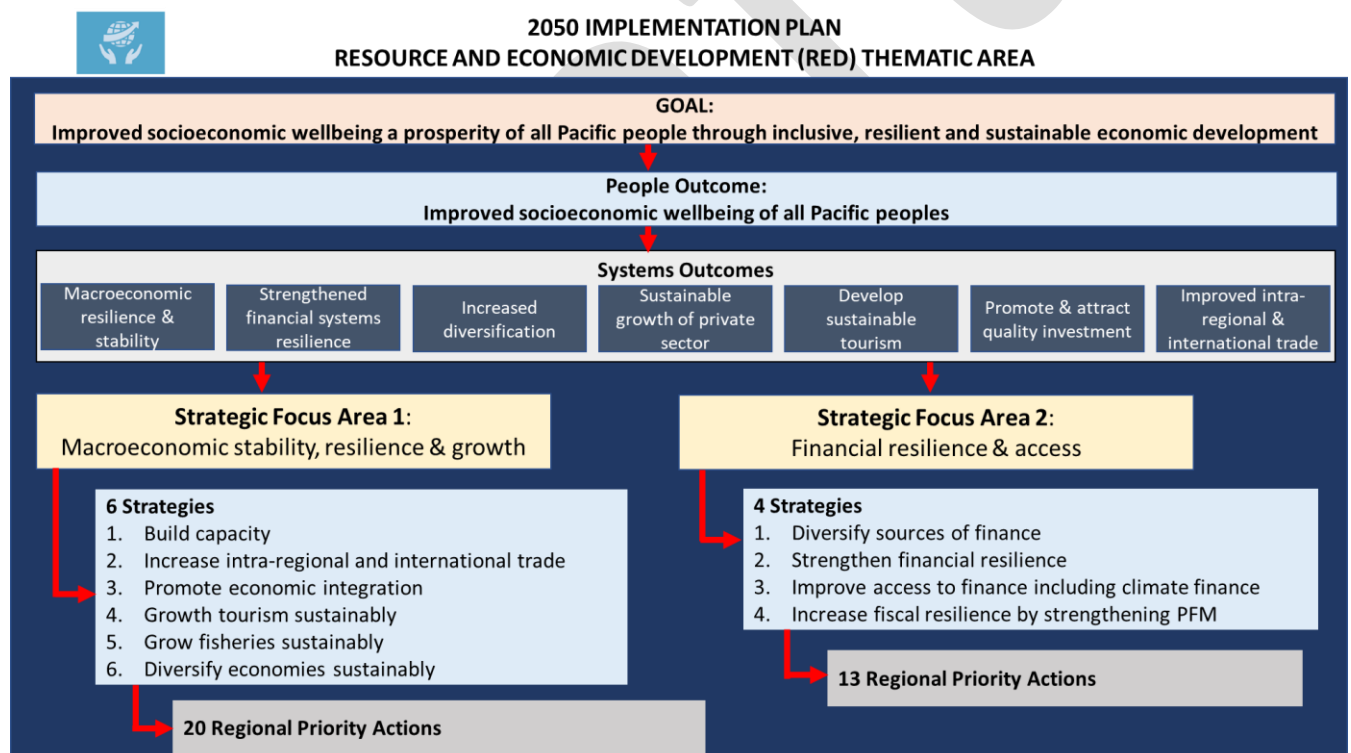 2050 IMPLEMENTATION PLAN
RESOURCE AND ECONOMIC DEVELOPMENT (RED) THEMATIC AREA
GOAL:
Improved socioeconomic wellbeing a prosperity of all Pacific people through inclusive, resilient and sustainable economic development
People Outcome:
Improved socioeconomic wellbeing of all Pacific peoples
Systems Outcomes
Macroeconomic
resilience &
stability
Strengthened
financial systems
resilience
Increased
diversification
Sustainable
growth of private
sector
Develop
sustainable
tourism
Promote & attract
quality investment
Improved intra-
regional &
international trade
Strategic Focus Area 1:
Macroeconomic stability, resilience & growth
6 Strategies
1. Build capacity
2. Increase intra-regional and international trade
3. Promote economic integration
4. Growth tourism sustainably
5. Grow fisheries sustainably
6. Diversify economies sustainably
20 Regional Priority Actions
Strategic Focus Area 2:
Financial resilience & access
4 Strategies
1. Diversify sources of finance
2. Strengthen financial resilience
3. Improve access to finance including climate finance
4. Increase fiscal resilience by strengthening PFM
13 Regional Priority Actions